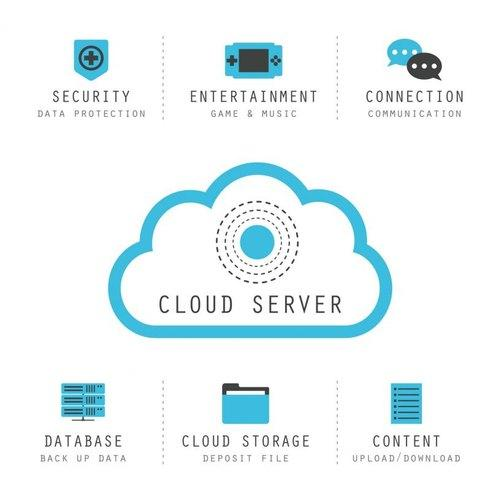 SECURITY
DATA PROTECTION
ENTERTAINMENT
GAME & MUSIC
CONNECTION
COMMUNICATION
CLOUD SERVER
DATABASE
BACK UP DATA
CLOUD STORAGE
DEPOSIT FILE
CONTENT
UPLOAD/DOWNLOAD